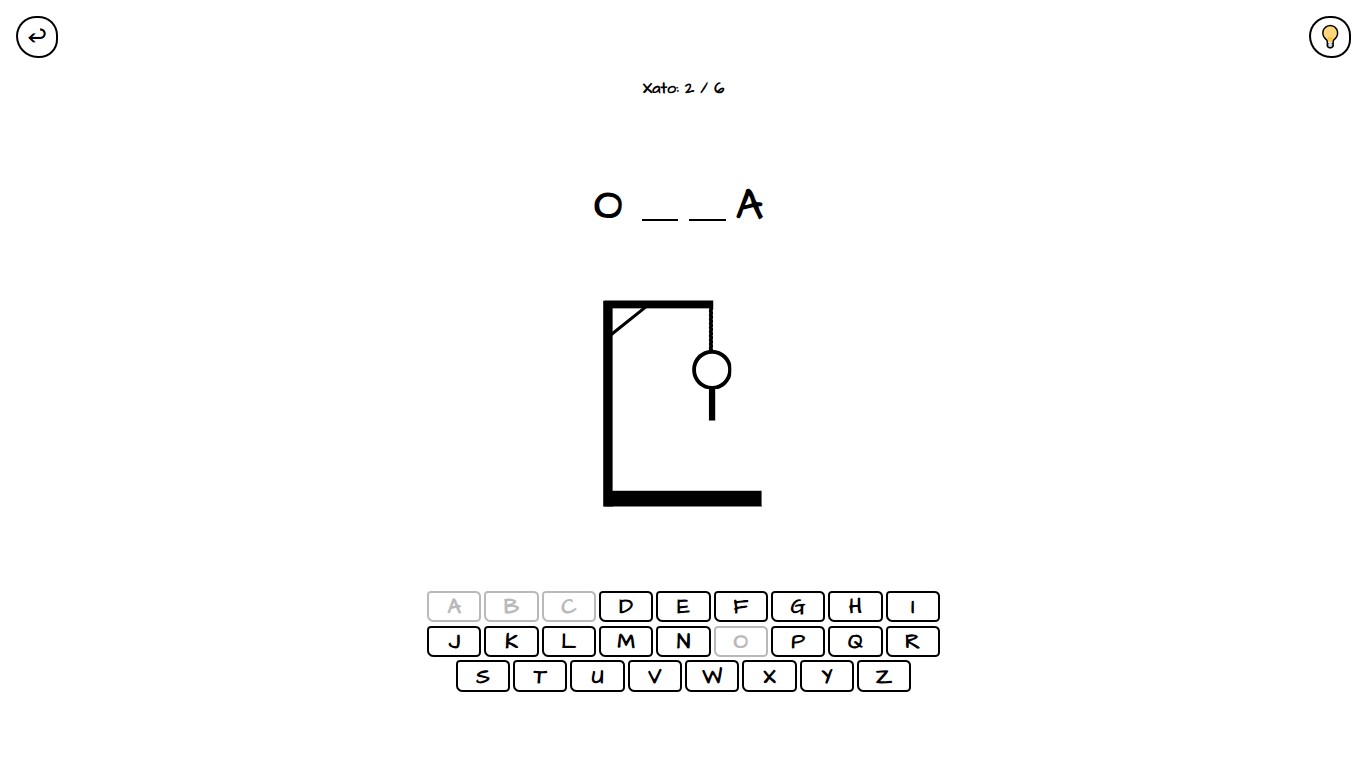 Xato: 2 / 6
O _ _ A
A B C D E F G H I
J K L M N O P Q R
S T U V W X Y Z